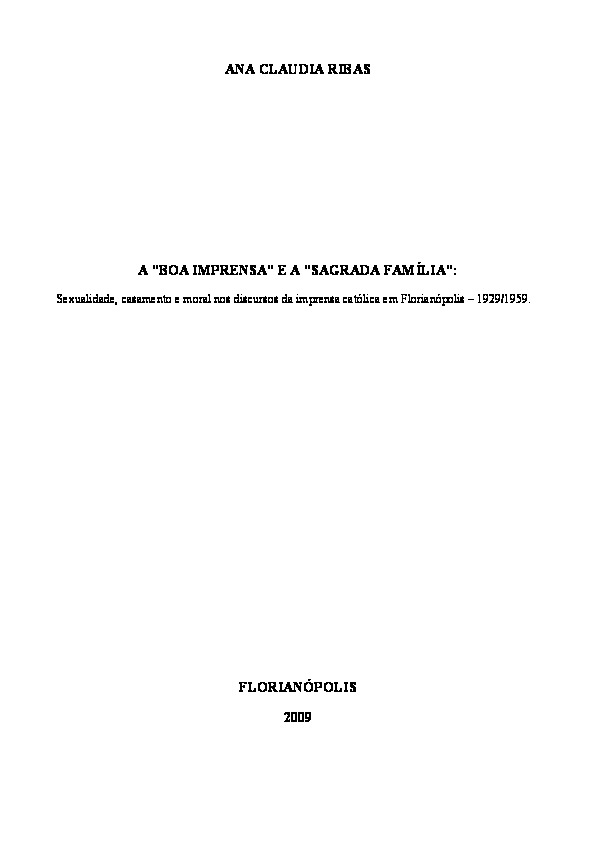 ANA CLAUDIA RIBAS
A "BOA IMPRENSA" E A "SAGRADA FAMÍLIA":
Sexualidade, casamento e moral nos discursos da imprensa católica em Florianópolis – 1929/1959.
FLORIANÓPOLIS
2009